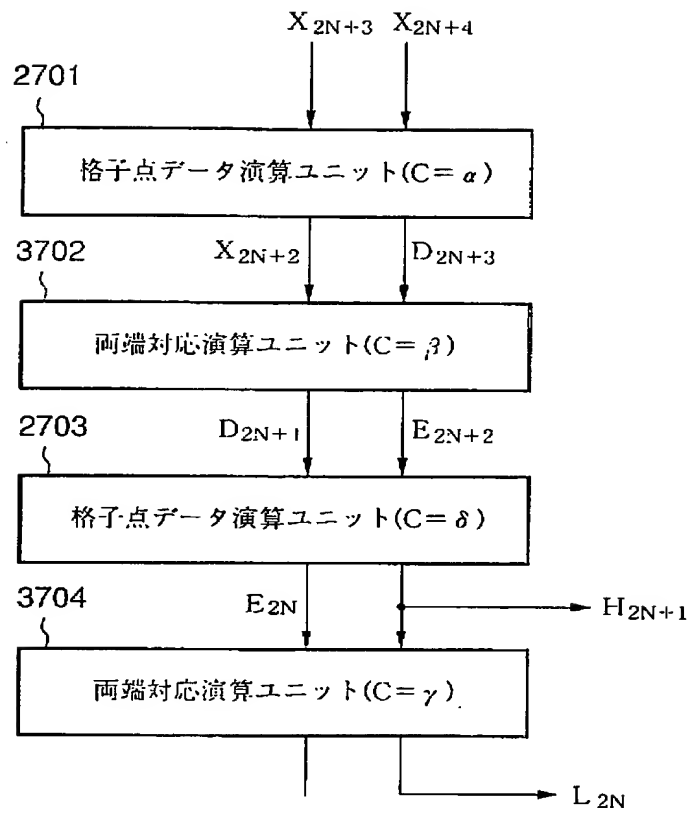 X2N+3 X2N+4
2701
格子点データ演算ユニット(C=α)
X2N+2 D2N+3
3702
両端対応演算ユニット(C=β)
D2N+1 E2N+2
2703
格子点データ演算ユニット(C=δ)
E2N
H2N+1
3704
両端対応演算ユニット(C=γ)
L2N